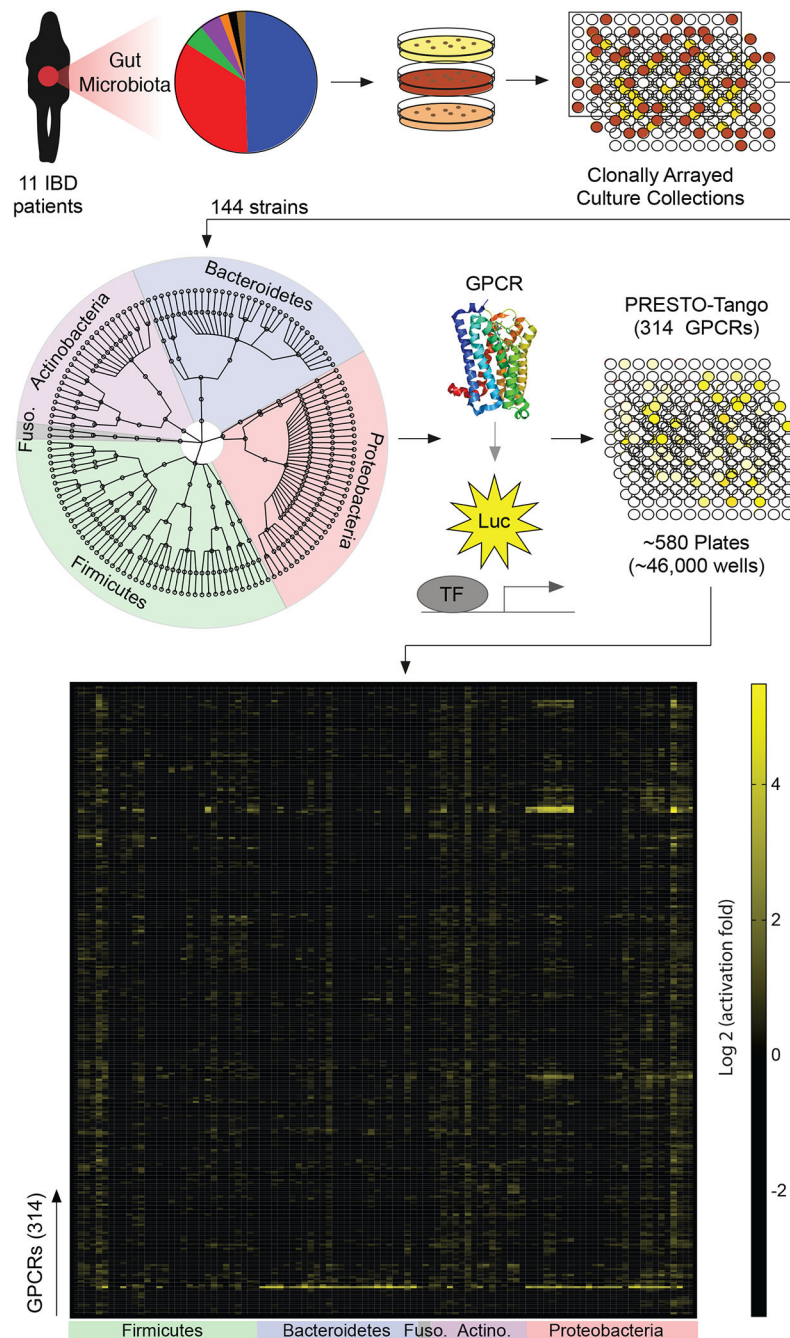 Gut
Microbiota
11 IBD
patients
Clonally Arrayed
Culture Collections
144 strains
Bacteroidetes
Actinobacteria
Fuso.
Firmicutes
Proteobacteria
GPCR
Luc
TF
PRESTO-Tango
(314 GPCRs)
~580 Plates
(~46,000 wells)
GPCRs (314)
Log 2 (activation fold)
4
2
0
-2
Firmicutes Bacteroidetes Fuso. Actino. Proteobacteria